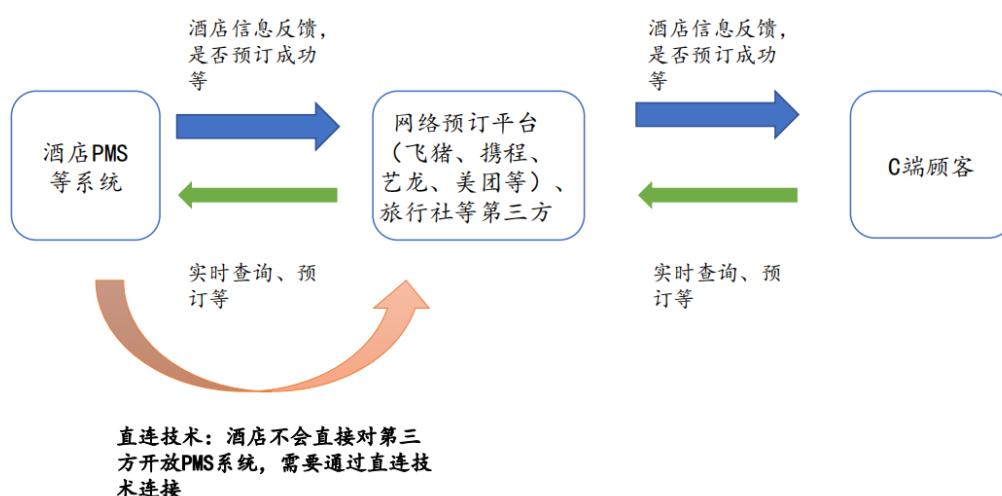 酒店信息反馈，
是否预订成功
等
酒店信息反馈，
是否预订成功
等
酒店PMS
等系统
网络预订平台
（飞猪、携程、
艺龙、美团等）、
旅行社等第三方
C端顾客
实时查询、预
订等
实时查询、预
订等
直连技术：酒店不会直接对第三
方开放PMS系统，需要通过直连技
术连接